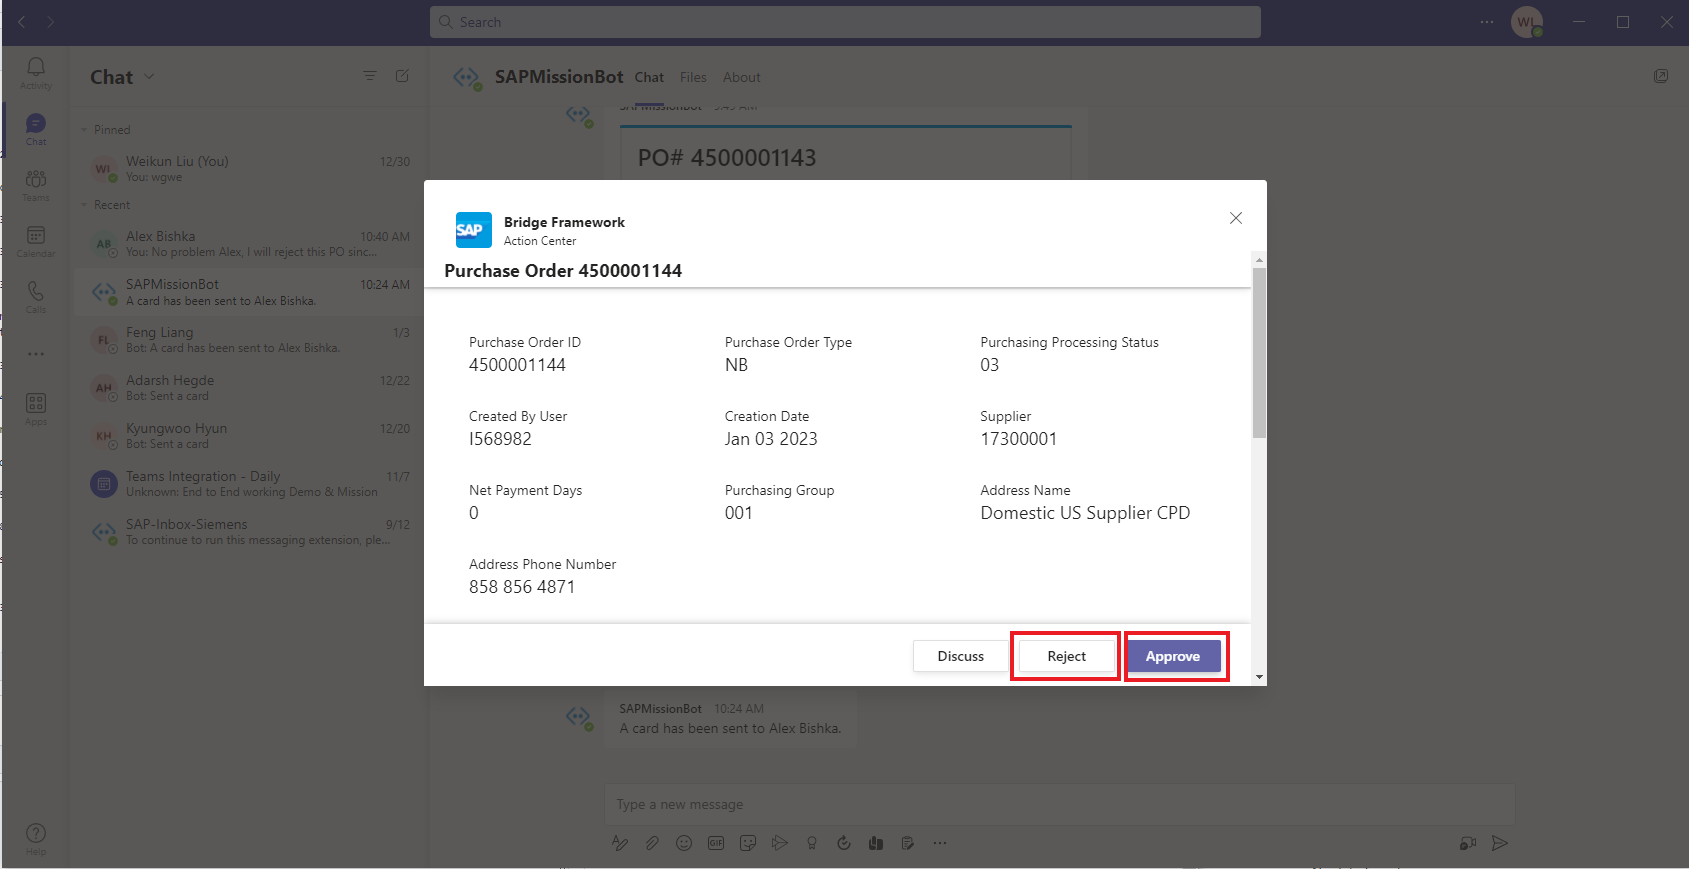 Search
WL
Activity
Chat
Teams
Calendar
Calls
Apps
Help
Chat
Pinned
WL
Weikun Liu (You)
12/30
You: wgwe
Recent
AB
Alex Bishka
10:40 AM
You: No problem Alex, I will reject this PO sinc...
SAPMissionBot
10:24 AM
A card has been sent to Alex Bishka.
FL
Feng Liang
1/3
Bot: A card has been sent to Alex Bishka.
AH
Adarsh Hegde
12/22
Bot: Sent a card
KH
Kyungwoo Hyun
12/20
Bot: Sent a card
Teams Integration - Daily
11/7
Unknown: End to End working Demo & Mission
SAP-Inbox-Siemens
9/12
To continue to run this messaging extension, ple...
SAPMissionBot Chat Files About
SAPMissionBot 9:45 AM
PO# 4500001143
SAP
Bridge Framework
Action Center
Purchase Order 4500001144
Purchase Order ID
4500001144
Purchase Order Type
NB
Purchasing Processing Status
03
Created By User
I568982
Creation Date
Jan 03 2023
Supplier
17300001
Net Payment Days
0
Purchasing Group
001
Address Name
Domestic US Supplier CPD
Address Phone Number
858 856 4871
Discuss
Reject
Approve
SAPMissionBot 10:24 AM
A card has been sent to Alex Bishka.
Type a new message
GIF